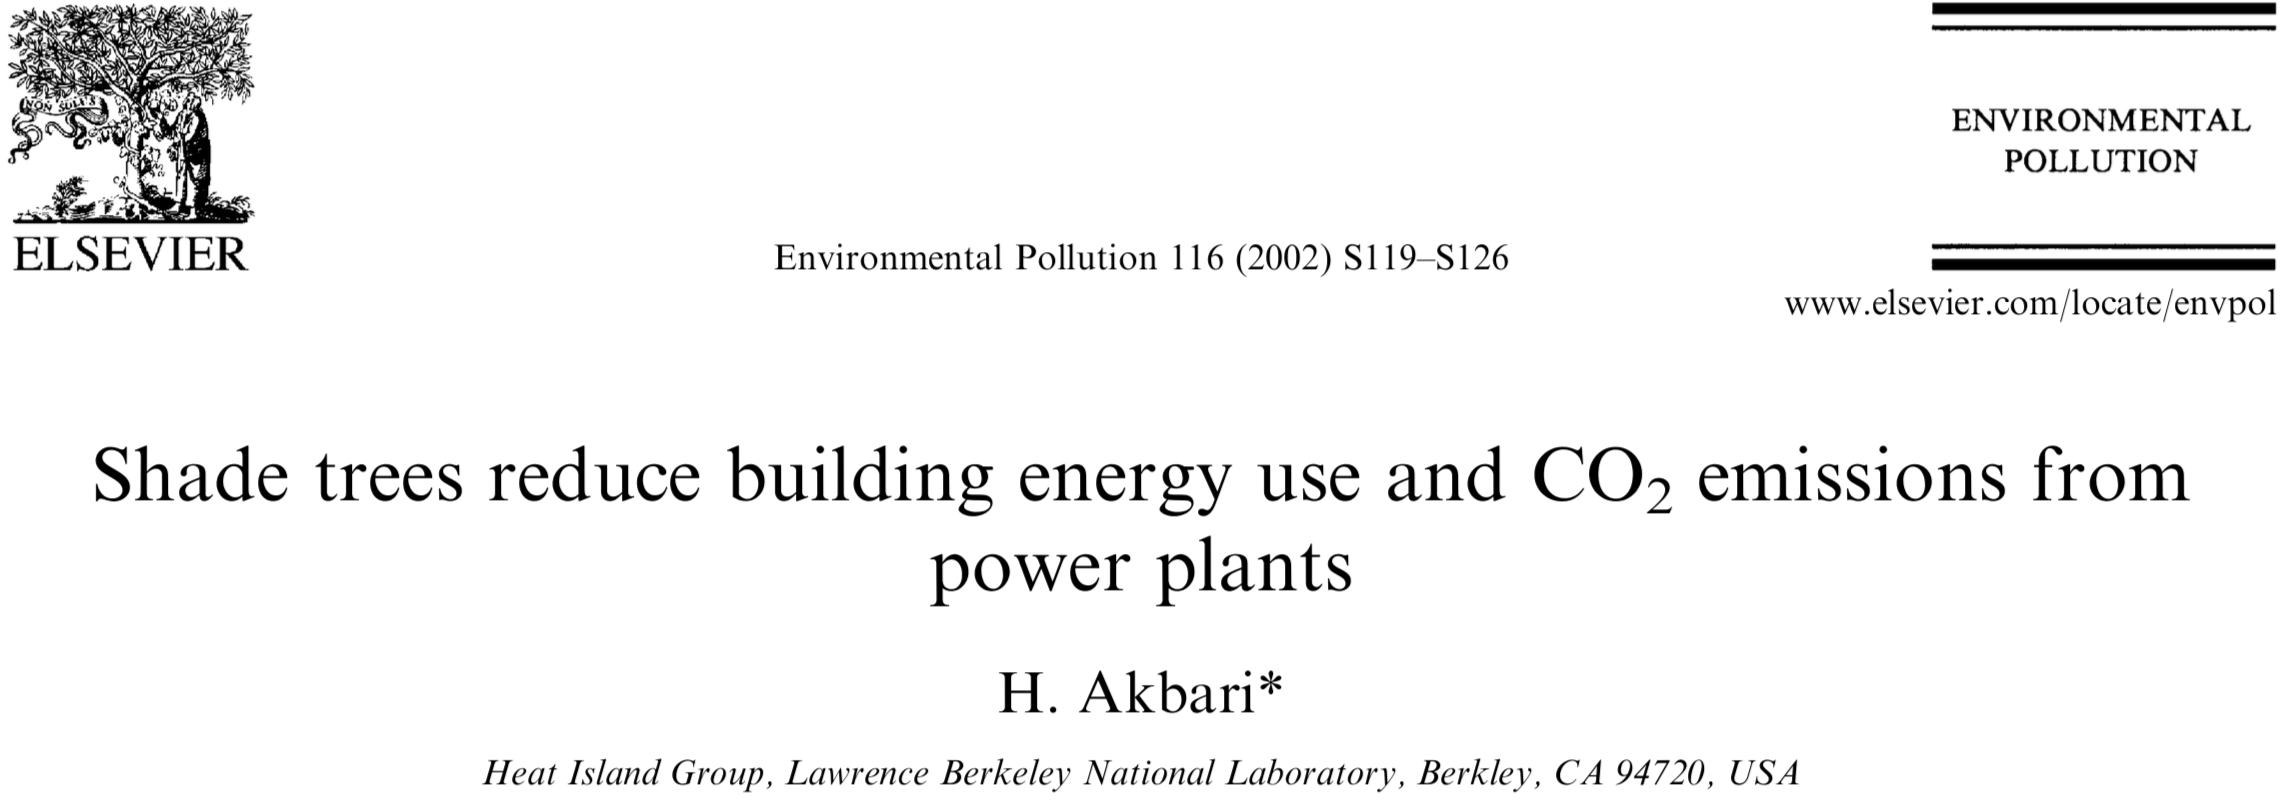 NON SOLUS
ELSEVIER
Environmental Pollution 116 (2002) S119–S126
ENVIRONMENTAL
POLLUTION
www.elsevier.com/locate/envpol
Shade trees reduce building energy use and CO₂ emissions from
power plants
H. Akbari*
Heat Island Group, Lawrence Berkeley National Laboratory, Berkley, CA 94720, USA